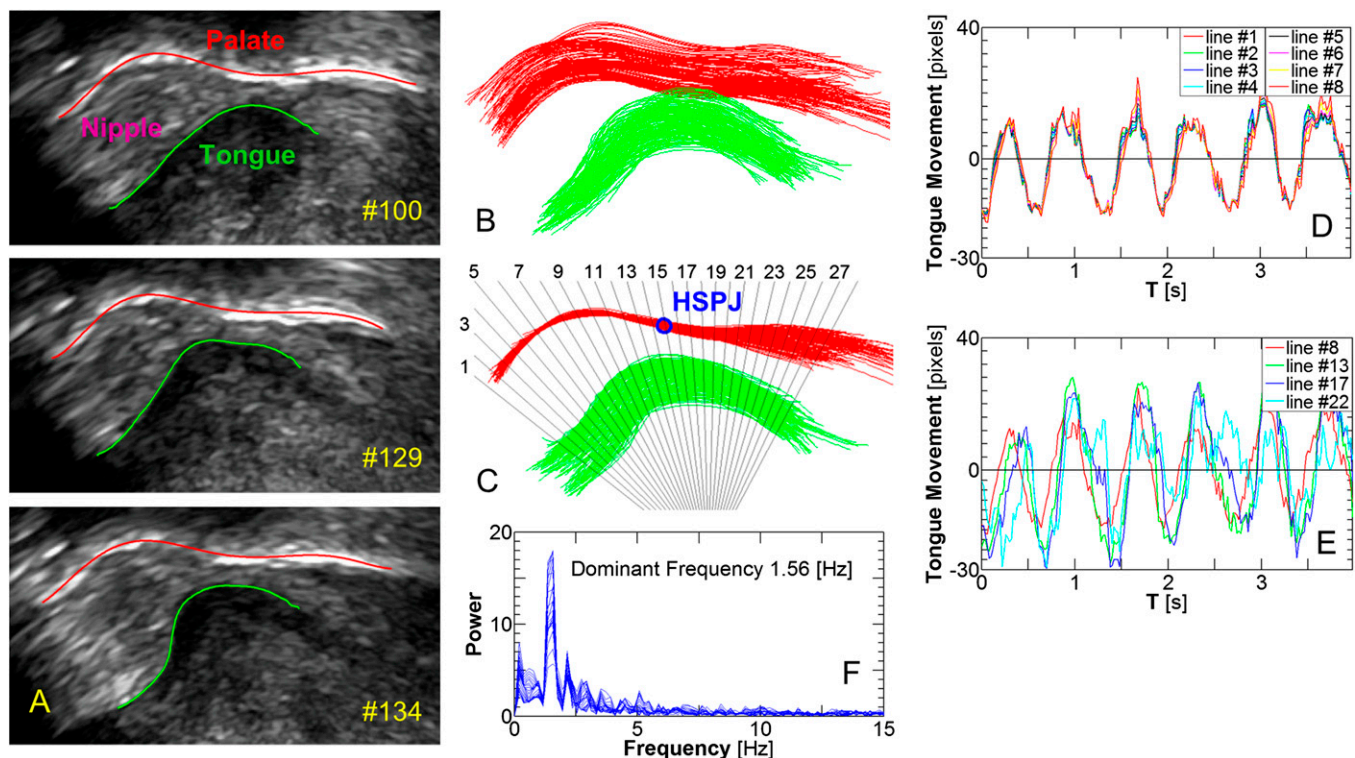 Palate
Nipple
Tongue
#100
#129
A
#134
B
5 7 9 11 13 15 17 19 21 23 25 27
HSPJ
3
1
C
20
Dominant Frequency 1.56 [Hz]
Power
10
F
0
0 5 10 15
Frequency [Hz]
40
line #1 line #5
line #2 line #6
line #3 line #7
line #4 line #8
Tongue Movement [pixels]
0
D
-30
0 1 2 3
T [s]
40
line #8
line #13
line #17
line #22
Tongue Movement [pixels]
0
E
-30
0 1 2 3
T [s]